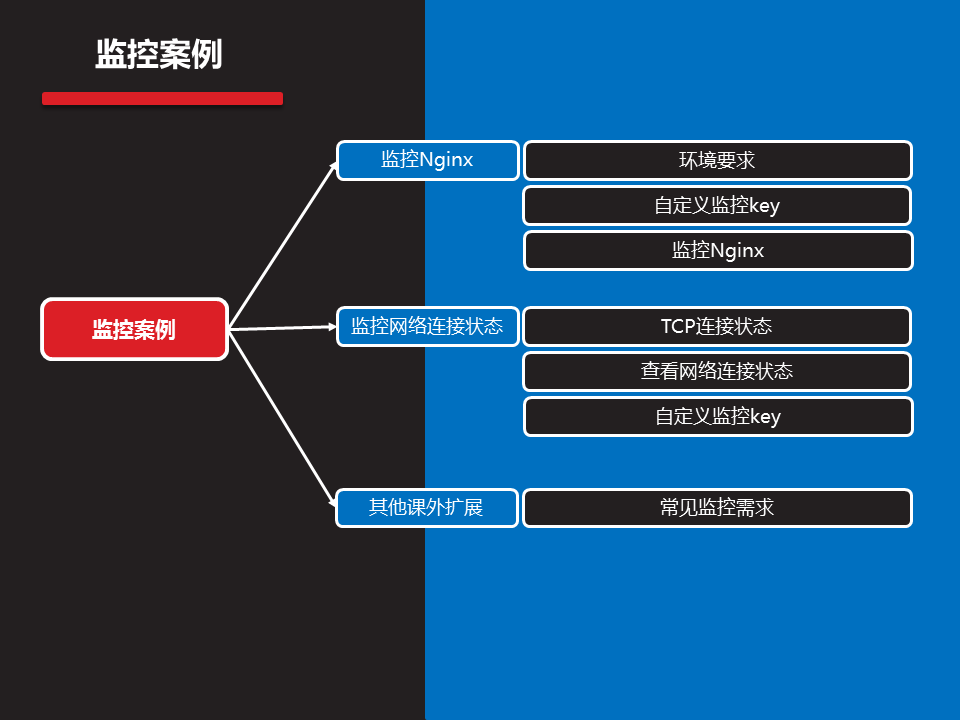 监控案例
监控案例
监控Nginx
环境要求
自定义监控key
监控Nginx
监控网络连接状态
TCP连接状态
查看网络连接状态
自定义监控key
其他课外扩展
常见监控需求